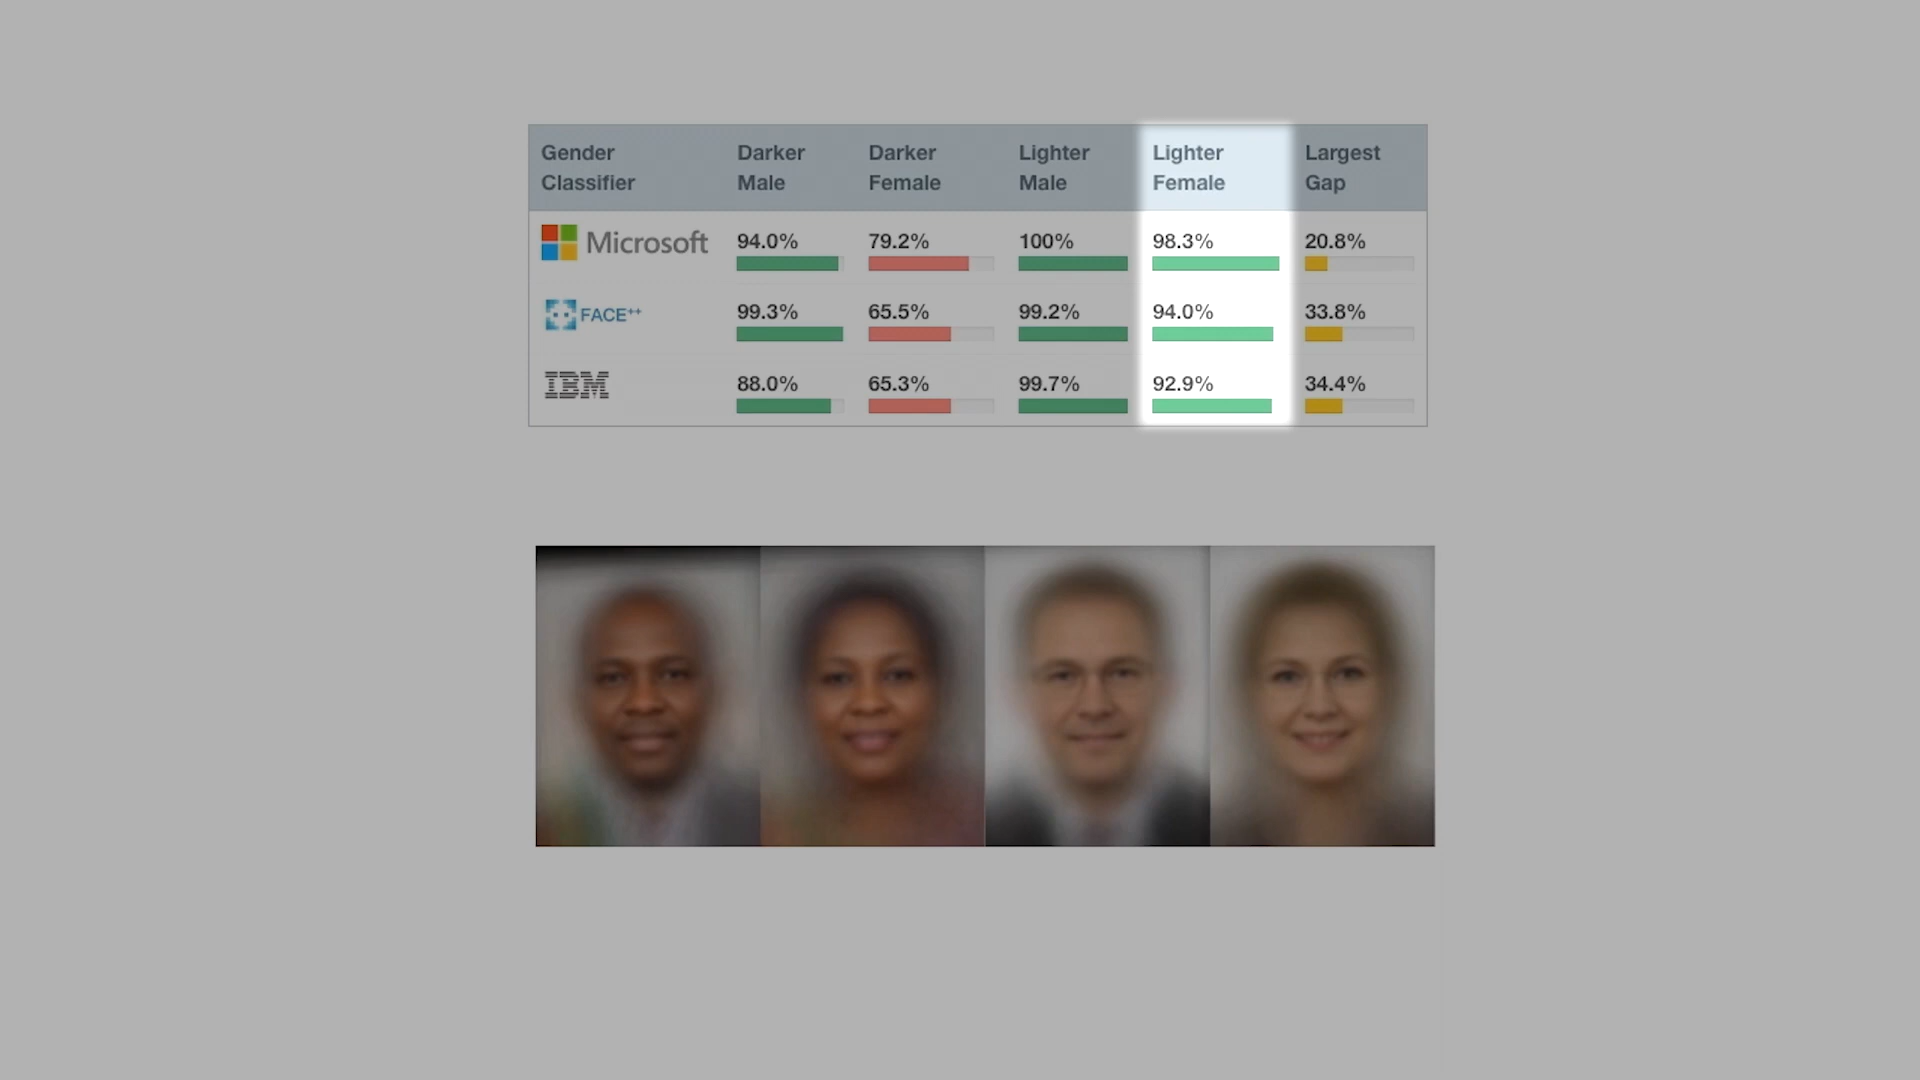 Gender Classifier Darker Male Darker Female Lighter Male Lighter Female Largest Gap
Microsoft 94.0% 79.2% 100% 98.3% 20.8%
FACE++ 99.3% 65.5% 99.2% 94.0% 33.8%
IBM 88.0% 65.3% 99.7% 92.9% 34.4%